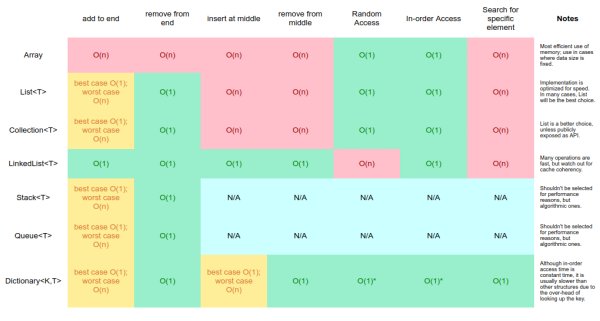 add to end
remove from
end
insert at middle
remove from
middle
Random
Access
In-order Access
Search for
specific
element
Notes
Array
O(n)
O(n)
O(n)
O(n)
O(1)
O(1)
O(n)
Most efficient use of
memory; use in cases
where data size is
fixed.
List<T>
best case O(1);
worst case
O(n)
O(1)
O(n)
O(n)
O(1)
O(1)
O(n)
Implementation is
optimized for speed.
In many cases, List
will be the best choice.
Collection<T>
best case O(1);
worst case
O(n)
O(1)
O(n)
O(n)
O(1)
O(1)
O(n)
List is a better choice,
unless publicly
exposed as API.
LinkedList<T>
O(1)
O(1)
O(1)
O(1)
O(n)
O(1)
O(n)
Many operations are
fast, but watch out for
cache coherency.
Stack<T>
best case O(1);
worst case
O(n)
O(1)
N/A
N/A
N/A
N/A
N/A
Shouldn't be selected
for performance
reasons, but
algorithmic ones.
Queue<T>
best case O(1);
worst case
O(n)
O(1)
N/A
N/A
N/A
N/A
N/A
Shouldn't be selected
for performance
reasons, but
algorithmic ones.
Dictionary<K,T>
best case O(1);
worst case
O(n)
O(1)
best case O(1);
worst case
O(n)
O(1)
O(1)*
O(1)*
O(1)
Although in-order
access time is
constant time, it is
usually slower than
other structures due to
the over-head of
looking up the key.